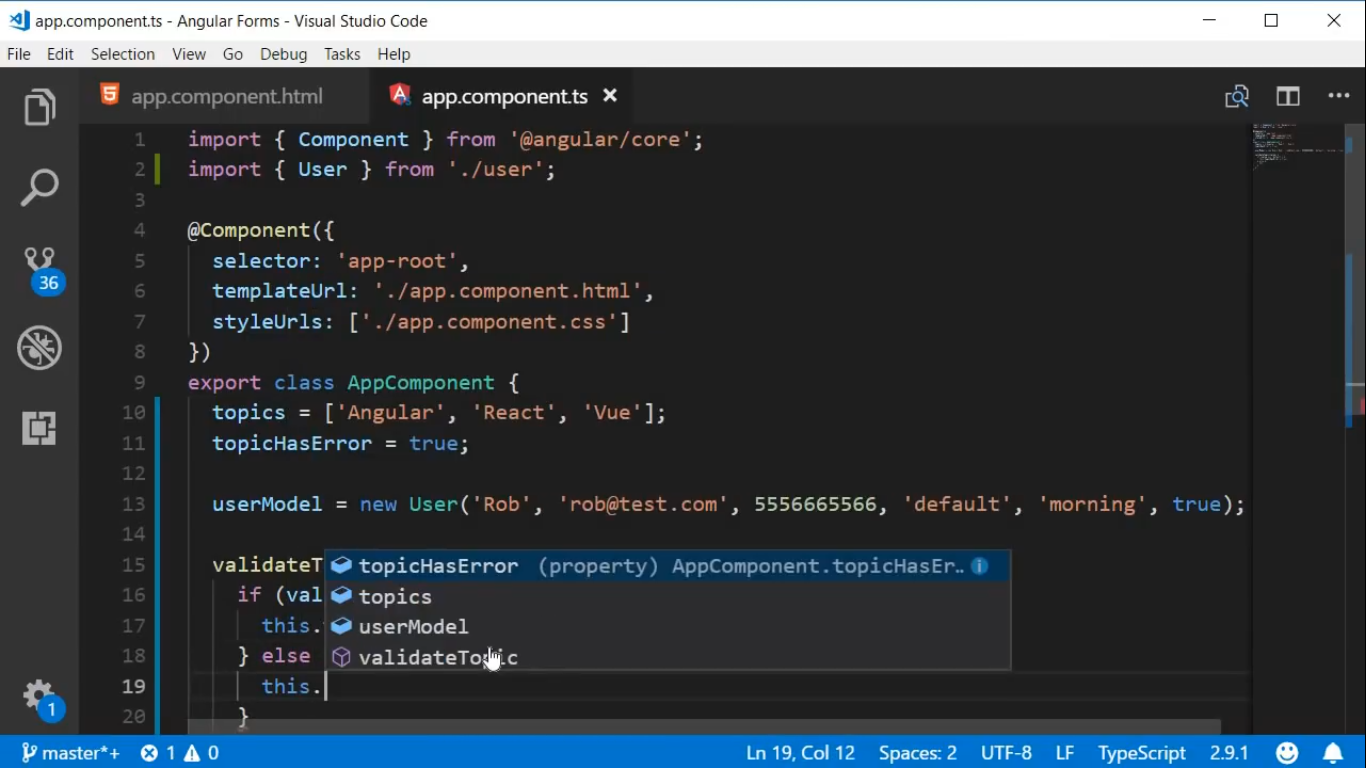 app.component.ts - Angular Forms - Visual Studio Code
File Edit Selection View Go Debug Tasks Help
app.component.html app.component.ts
1 import { Component } from '@angular/core';
2 import { User } from './user';
3
4 @Component({
5 selector: 'app-root',
6 templateUrl: './app.component.html',
7 styleUrls: ['./app.component.css']
8 })
9 export class AppComponent {
10 topics = ['Angular', 'React', 'Vue'];
11 topicHasError = true;
12
13 userModel = new User('Rob', 'rob@test.com', 5556665566, 'default', 'morning', true);
14
15 validateT topicHasError (property) AppComponent.topicHasEr..
16 if (val topics
17 this. userModel
18 } else validateTopic
19 this.
20 }
36
1
master*+ 1 0 Ln 19, Col 12 Spaces: 2 UTF-8 LF TypeScript 2.9.1